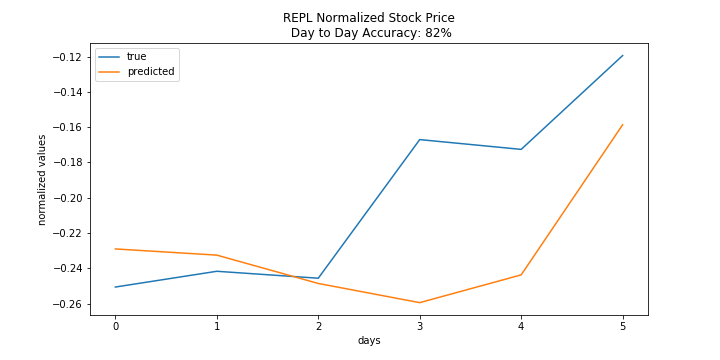 REPL Normalized Stock Price
Day to Day Accuracy: 82%
true
predicted
−0.12
−0.14
−0.16
−0.18
−0.20
−0.22
−0.24
−0.26
normalized values
0 1 2 3 4 5
days